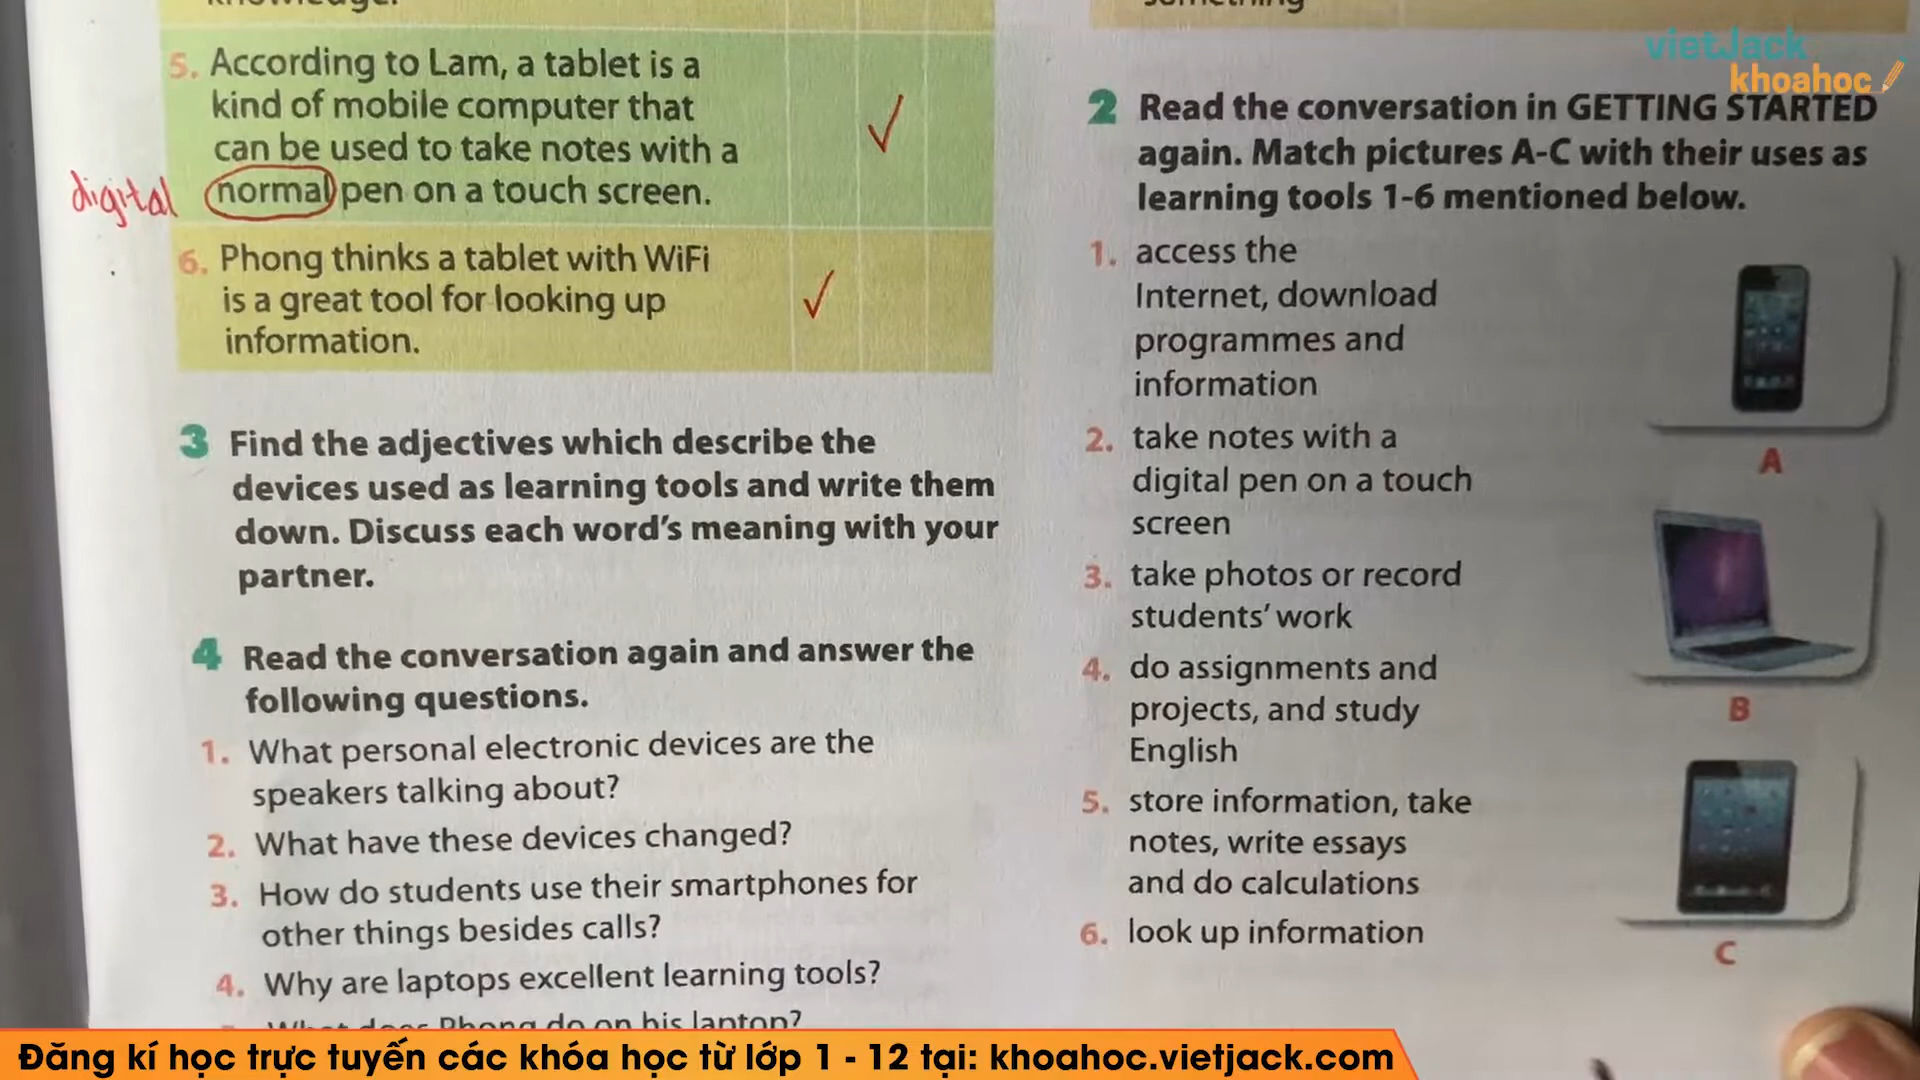 5. According to Lam, a tablet is a
kind of mobile computer that
can be used to take notes with a
normal pen on a touch screen.
digital
6. Phong thinks a tablet with WiFi
is a great tool for looking up
information.
3 Find the adjectives which describe the
devices used as learning tools and write them
down. Discuss each word's meaning with your
partner.
4 Read the conversation again and answer the
following questions.
1. What personal electronic devices are the
speakers talking about?
2. What have these devices changed?
3. How do students use their smartphones for
other things besides calls?
4. Why are laptops excellent learning tools?
What does Phong do on his laptop?
vietJack
khoahoc
2 Read the conversation in GETTING STARTED
again. Match pictures A-C with their uses as
learning tools 1-6 mentioned below.
1. access the
Internet, download
programmes and
information
2. take notes with a
digital pen on a touch
screen
3. take photos or record
students' work
4. do assignments and
projects, and study
English
5. store information, take
notes, write essays
and do calculations
6. look up information
A
B
C
Đăng kí học trực tuyến các khóa học từ lớp 1 - 12 tại: khoahoc.vietjack.com